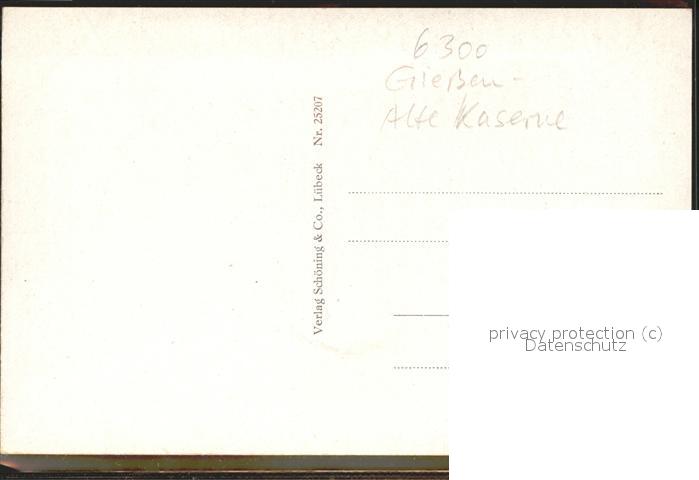 6300
Gießen -
Alte Kaserne
Verlag Schöning & Co., Lübeck Nr. 25207
privacy protection (c)
Datenschutz